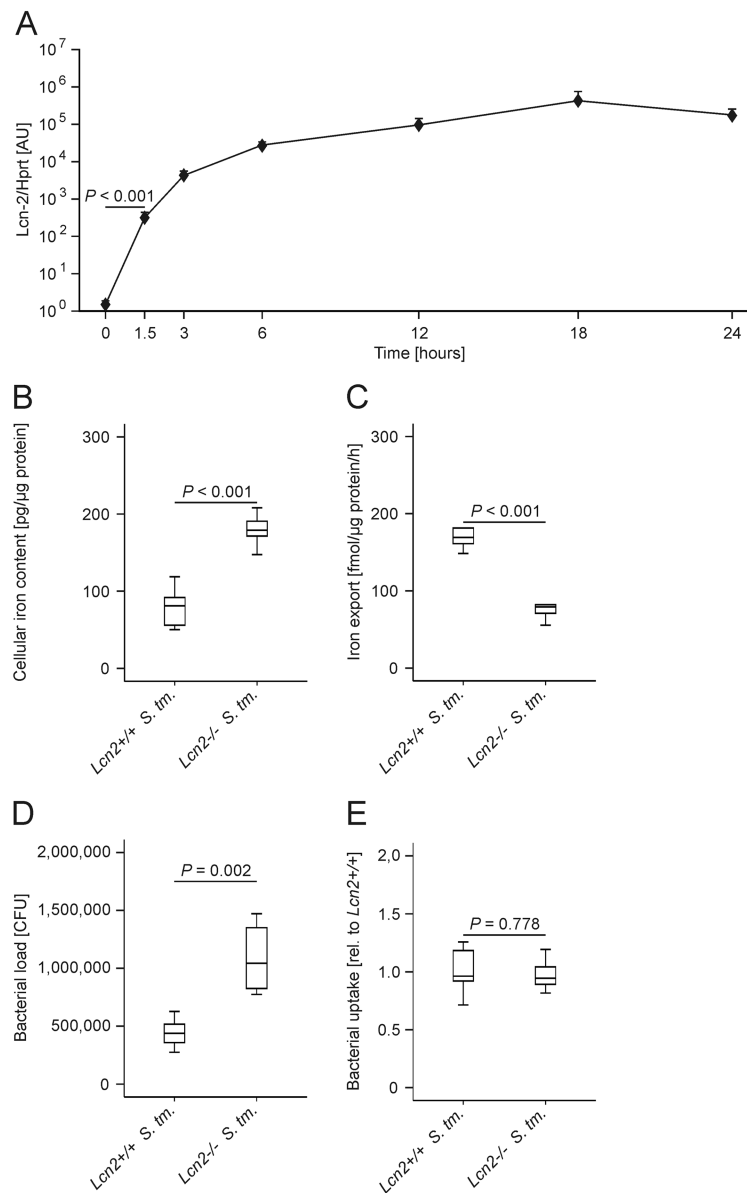 A
Lcn-2/Hprt [AU]
10⁷
10⁶
10⁵
10⁴
10³
10²
10¹
10⁰
P < 0.001
0 1.5 3 6 12 18 24
Time [hours]
B
Cellular iron content [pg/µg protein]
300
200
100
0
P < 0.001
Lcn2+/+ S. tm.
Lcn2-/- S. tm.
C
Iron export [fmol/µg protein/h]
300
200
100
0
P < 0.001
Lcn2+/+ S. tm.
Lcn2-/- S. tm.
D
Bacterial load [CFU]
2,000,000
1,500,000
1,000,000
500,000
0
P = 0.002
Lcn2+/+ S. tm.
Lcn2-/- S. tm.
E
Bacterial uptake [rel. to Lcn2+/+]
2,0
1.5
1.0
0.5
0
P = 0.778
Lcn2+/+ S. tm.
Lcn2-/- S. tm.